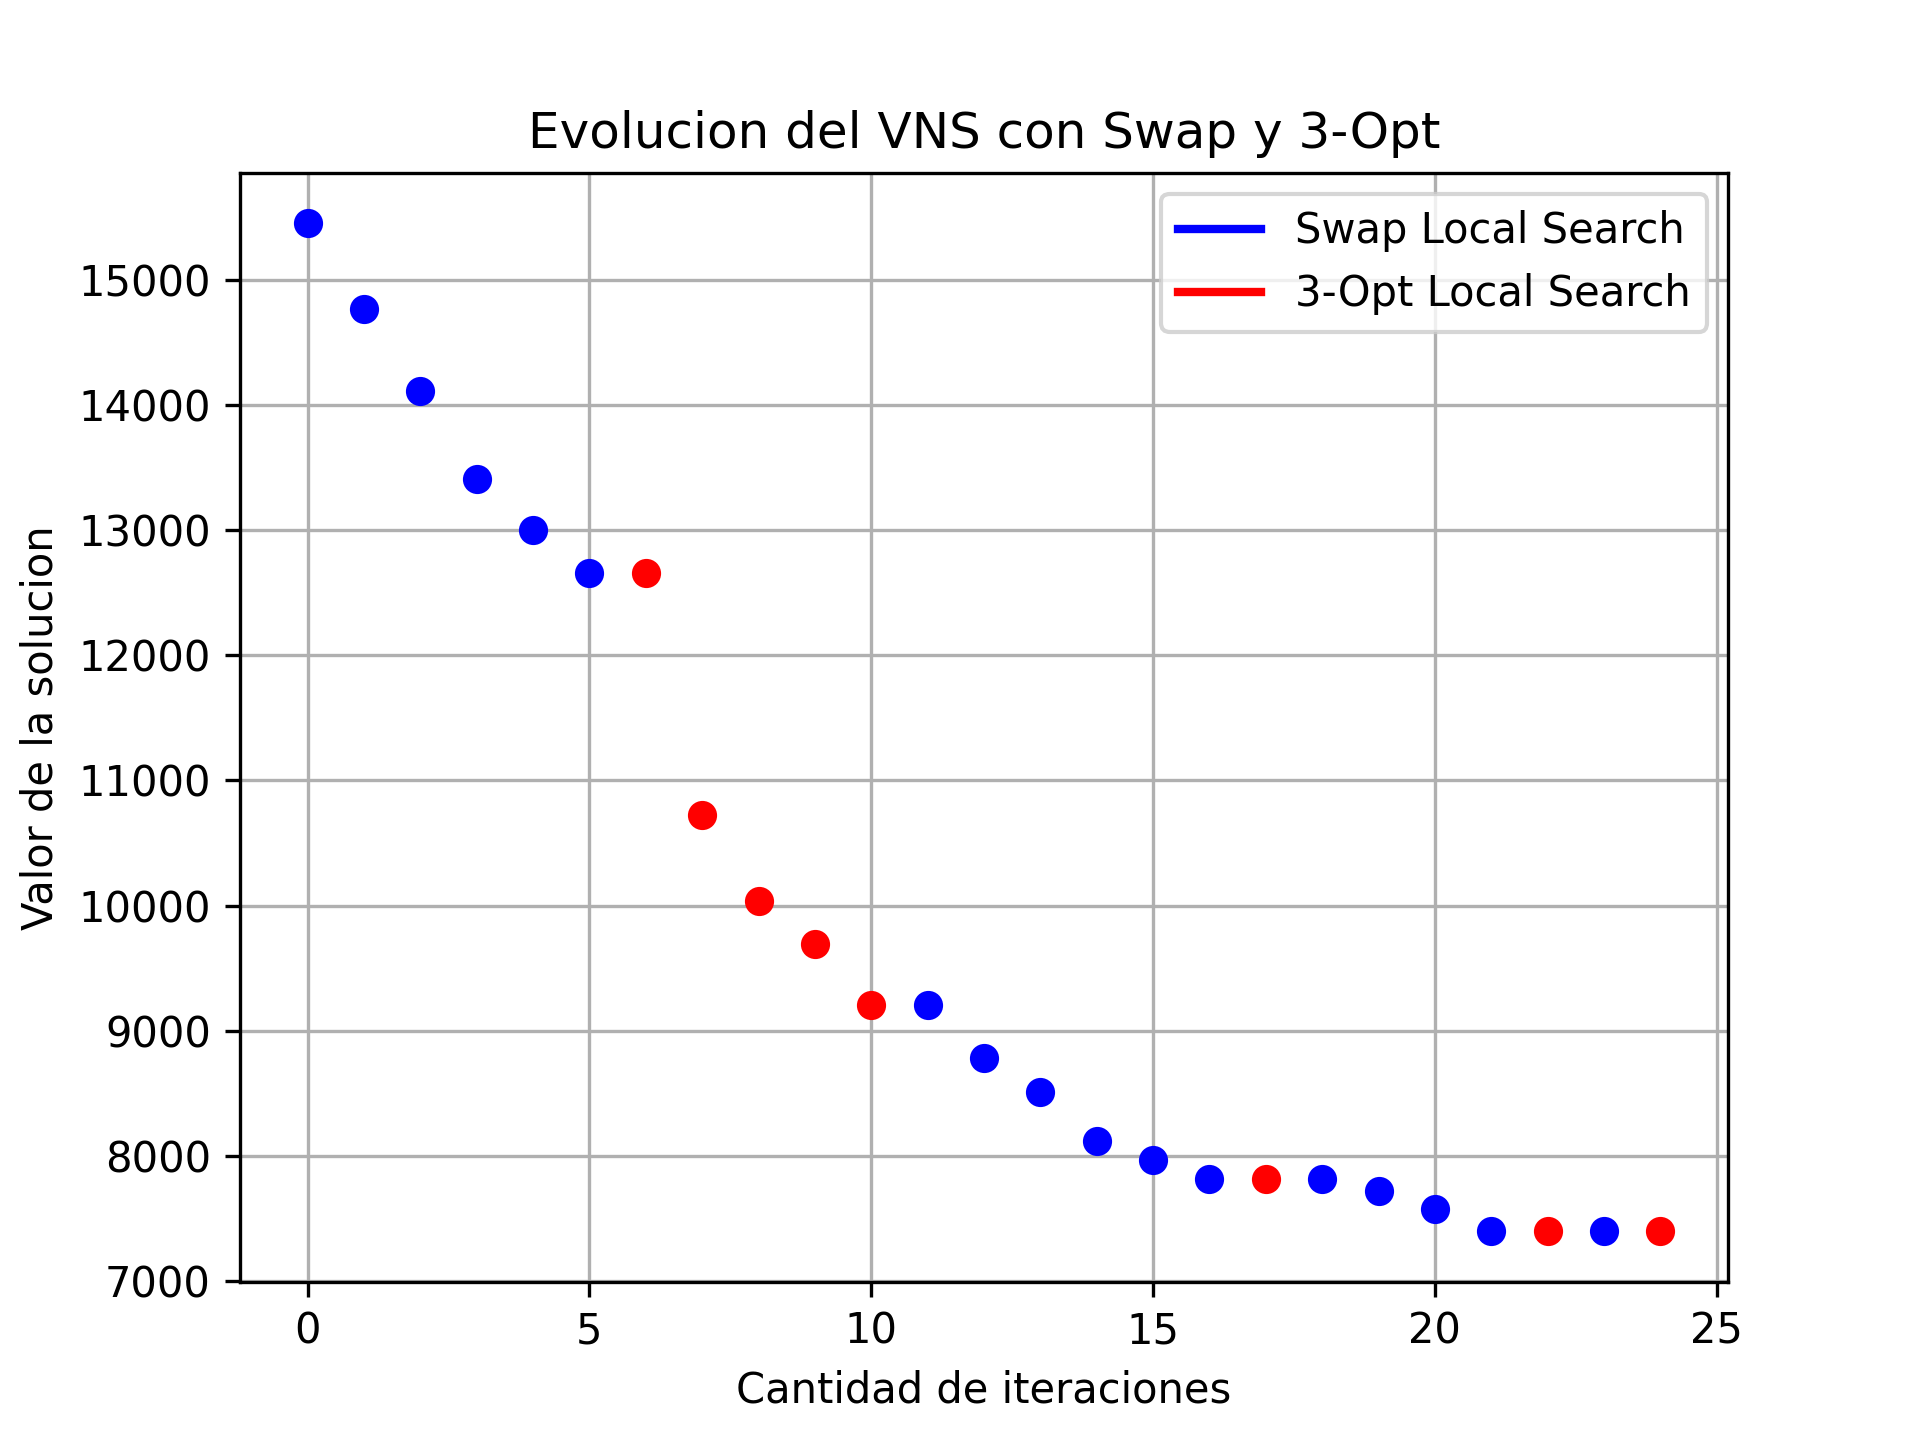 Evolucion del VNS con Swap y 3-Opt
Swap Local Search
3-Opt Local Search
Valor de la solucion
15000
14000
13000
12000
11000
10000
9000
8000
7000
0 5 10 15 20 25
Cantidad de iteraciones